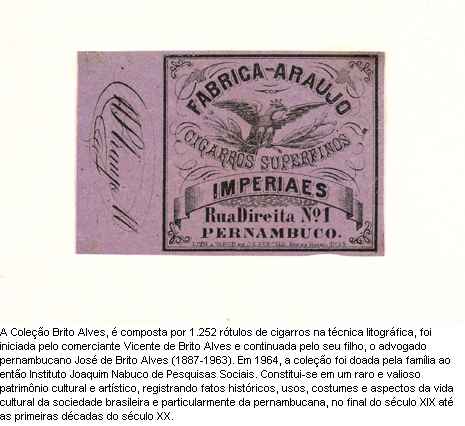 FABRICA-ARAUJO
CIGARROS SUPERFINOS
IMPERIAES
Rua Direita Nº1
PERNAMBUCO.
A Coleção Brito Alves, é composta por 1.252 rótulos de cigarros na técnica litográfica, foi
iniciada pelo comerciante Vicente de Brito Alves e continuada pelo seu filho, o advogado
pernambucano José de Brito Alves (1887-1963). Em 1964, a coleção foi doada pela família ao
então Instituto Joaquim Nabuco de Pesquisas Sociais. Constitui-se em um raro e valioso
patrimônio cultural e artístico, registrando fatos históricos, usos, costumes e aspectos da vida
cultural da sociedade brasileira e particularmente da pernambucana, no final do século XIX até
as primeiras décadas do século XX.